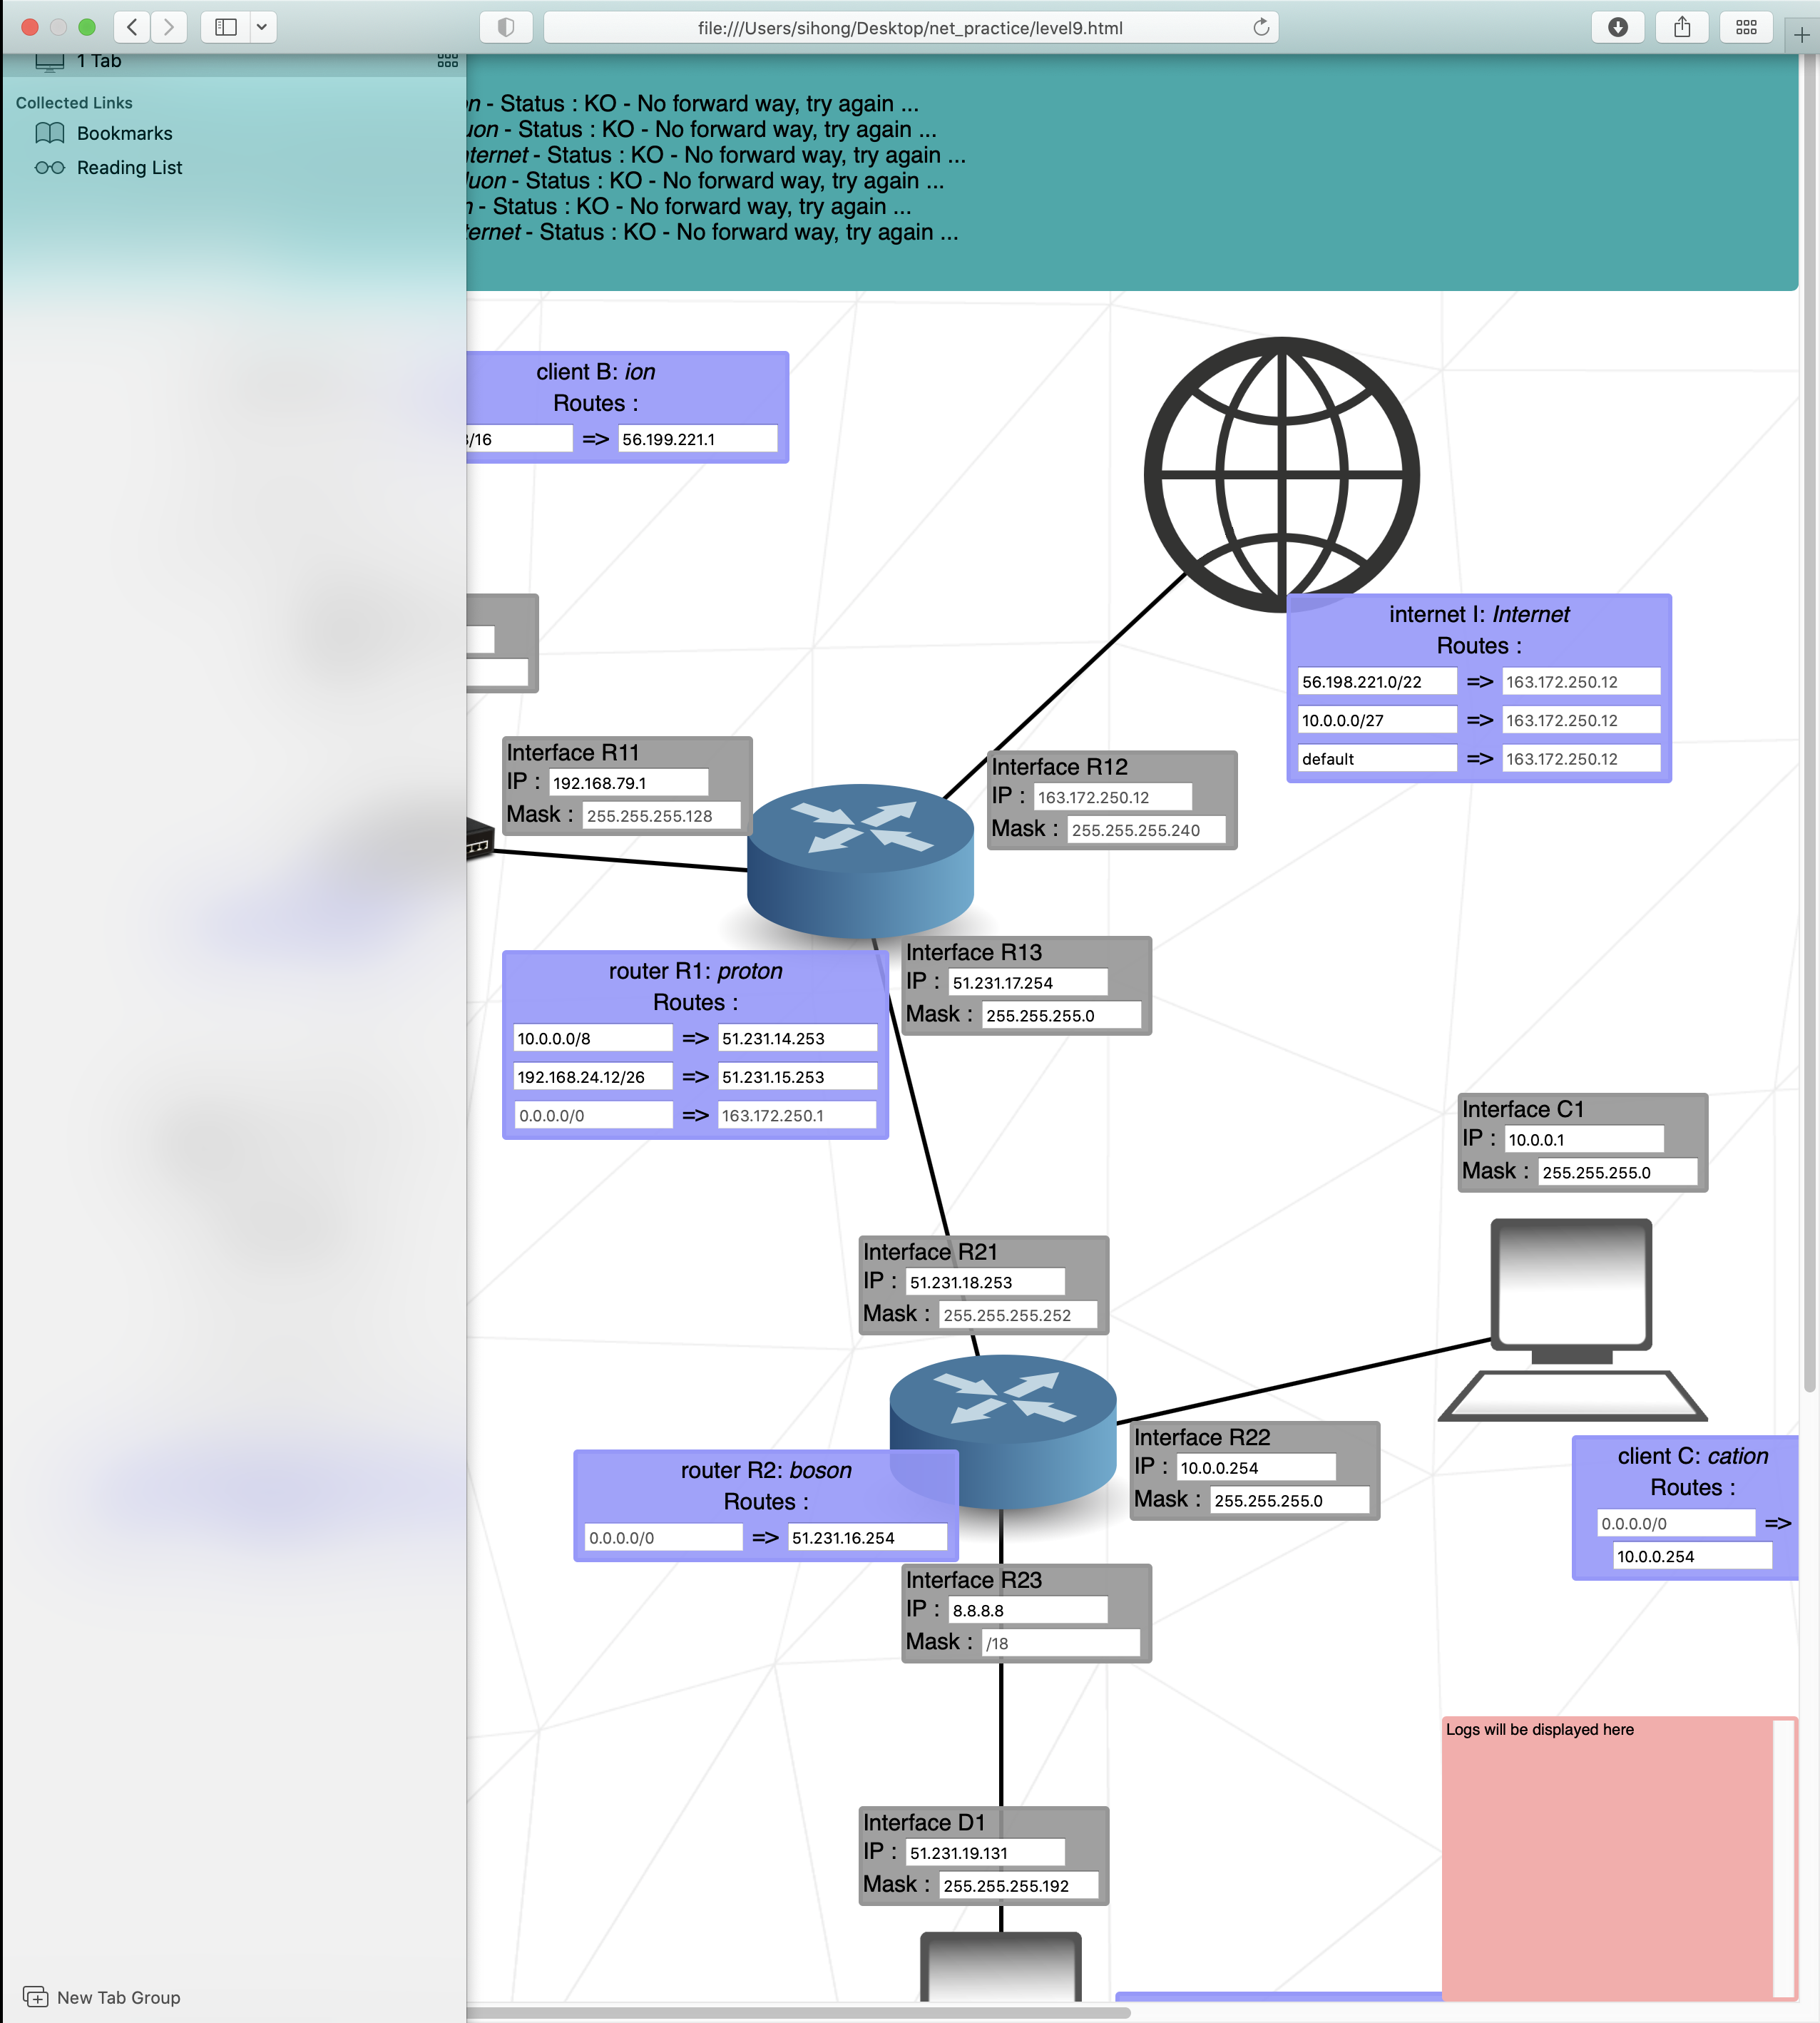 file:///Users/sihong/Desktop/net_practice/level9.html
1 Tab
Collected Links
Bookmarks
Reading List
- Status : KO - No forward way, try again ...
- Status : KO - No forward way, try again ...
- Status : KO - No forward way, try again ...
- Status : KO - No forward way, try again ...
- Status : KO - No forward way, try again ...
- Status : KO - No forward way, try again ...
client B: ion
Routes :
/16 => 56.199.221.1
internet I: Internet
Routes :
56.198.221.0/22 => 163.172.250.12
10.0.0.0/27 => 163.172.250.12
default => 163.172.250.12
Interface R11
IP : 192.168.79.1
Mask : 255.255.255.128
Interface R12
IP : 163.172.250.12
Mask : 255.255.255.240
Interface R13
IP : 51.231.17.254
Mask : 255.255.255.0
router R1: proton
Routes :
10.0.0.0/8 => 51.231.14.253
192.168.24.12/26 => 51.231.15.253
0.0.0.0/0 => 163.172.250.1
Interface C1
IP : 10.0.0.1
Mask : 255.255.255.0
Interface R21
IP : 51.231.18.253
Mask : 255.255.255.252
Interface R22
IP : 10.0.0.254
Mask : 255.255.255.0
client C: cation
Routes :
0.0.0.0/0 =>
10.0.0.254
router R2: boson
Routes :
0.0.0.0/0 => 51.231.16.254
Interface R23
IP : 8.8.8.8
Mask : /18
Logs will be displayed here
Interface D1
IP : 51.231.19.131
Mask : 255.255.255.192
New Tab Group